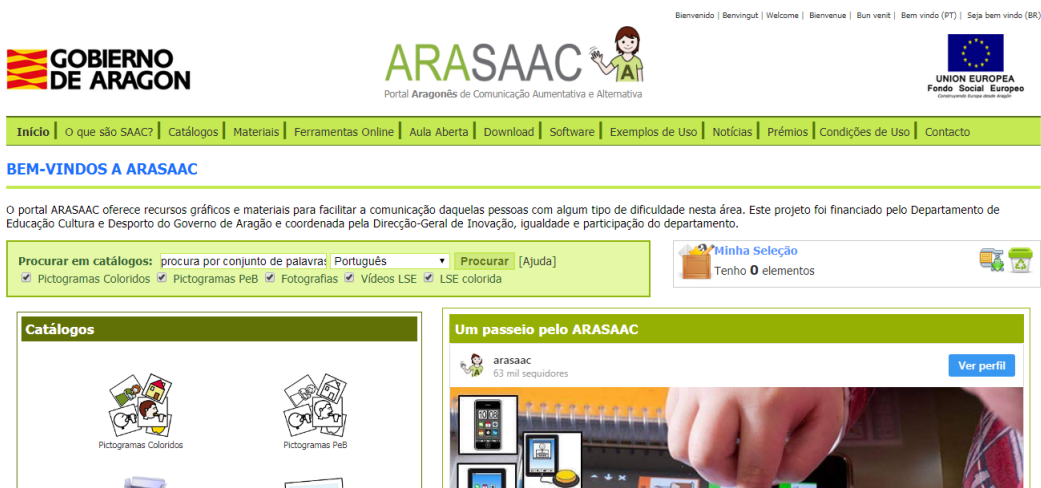 Bienvenido | Benvingut | Welcome | Bienvenue | Bun venit | Bem vindo (PT) | Seja bem vindo (BR)
GOBIERNO
DE ARAGON
ARASAAC
Portal Aragonês de Comunicação Aumentativa e Alternativa
A
UNION EUROPEA
Fondo Social Europeo
Construyendo Europa desde Aragón
Início | O que são SAAC? | Catálogos | Materiais | Ferramentas Online | Aula Aberta | Download | Software | Exemplos de Uso | Notícias | Prémios | Condições de Uso | Contacto
BEM-VINDOS A ARASAAC
O portal ARASAAC oferece recursos gráficos e materiais para facilitar a comunicação daquelas pessoas com algum tipo de dificuldade nesta área. Este projeto foi financiado pelo Departamento de
Educação Cultura e Desporto do Governo de Aragão e coordenada pela Direcção-Geral de Inovação, igualdade e participação do departamento.
Procurar em catálogos: procura por conjunto de palavras Português Procurar [Ajuda]
Pictogramas Coloridos Pictogramas PeB Fotografias Vídeos LSE LSE colorida
Minha Seleção
Tenho 0 elementos
Catálogos
Pictogramas Coloridos
Pictogramas PeB
Um passeio pelo ARASAAC
arasaac
63 mil seguidores
Ver perfil